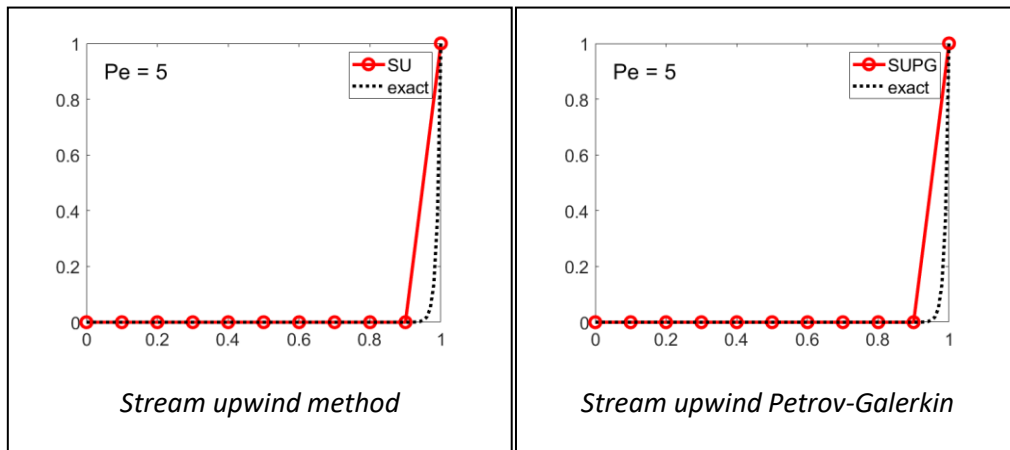 1
Pe = 5
SU
exact
0.8
0.6
0.4
0.2
0
0 0.2 0.4 0.6 0.8 1
Stream upwind method
1
Pe = 5
SUPG
exact
0.8
0.6
0.4
0.2
0
0 0.2 0.4 0.6 0.8 1
Stream upwind Petrov-Galerkin